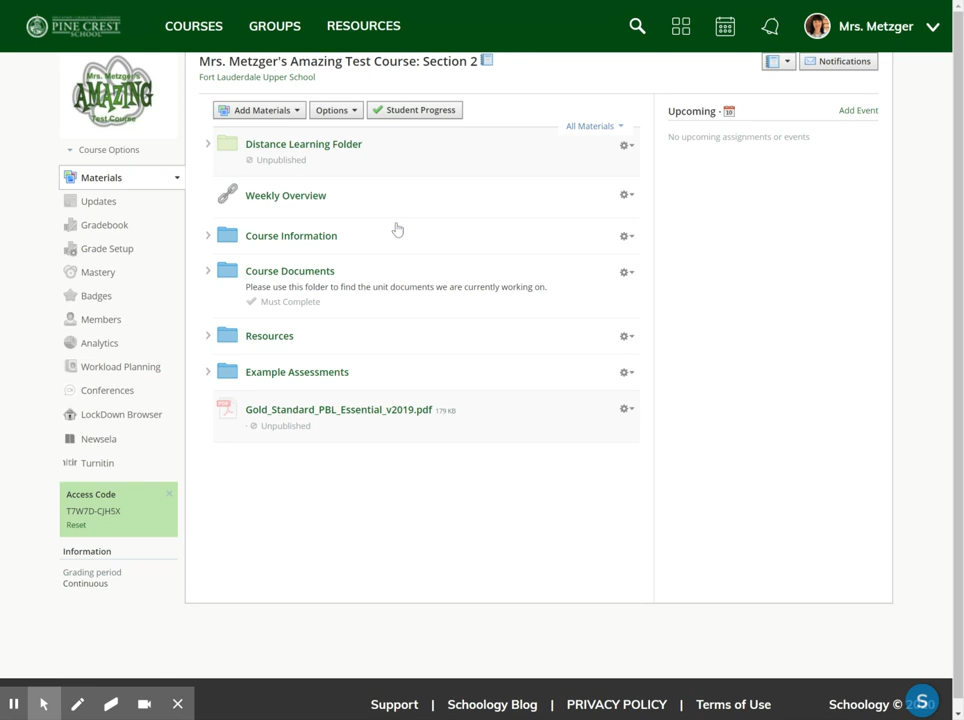 PINE CREST
SCHOOL
COURSES
GROUPS
RESOURCES
Mrs. Metzger
Mrs. Metzger's
AMAZING
Test Course
Mrs. Metzger's Amazing Test Course: Section 2
Fort Lauderdale Upper School
Notifications
Course Options
Materials
Updates
Gradebook
Grade Setup
Mastery
Badges
Members
Analytics
Workload Planning
Conferences
LockDown Browser
Newsela
Turnitin
Access Code
T7W7D-CJH5X
Reset
Information
Grading period
Continuous
Add Materials
Options
Student Progress
All Materials
Distance Learning Folder
Unpublished
Weekly Overview
Course Information
Course Documents
Please use this folder to find the unit documents we are currently working on.
Must Complete
Resources
Example Assessments
PDF
Gold_Standard_PBL_Essential_v2019.pdf 179 KB
· Unpublished
Upcoming ·
Add Event
No upcoming assignments or events
Support | Schoology Blog | PRIVACY POLICY | Terms of Use
Schoology ©
S